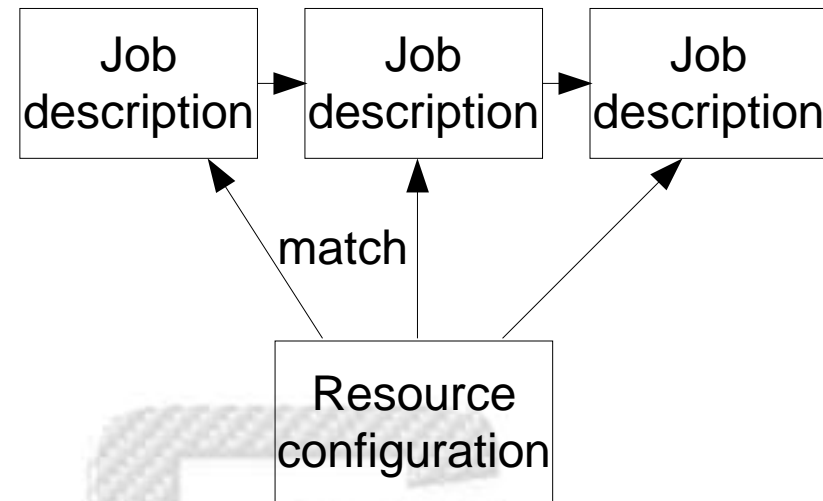 Job
description
Job
description
Job
description
match
Resource
configuration